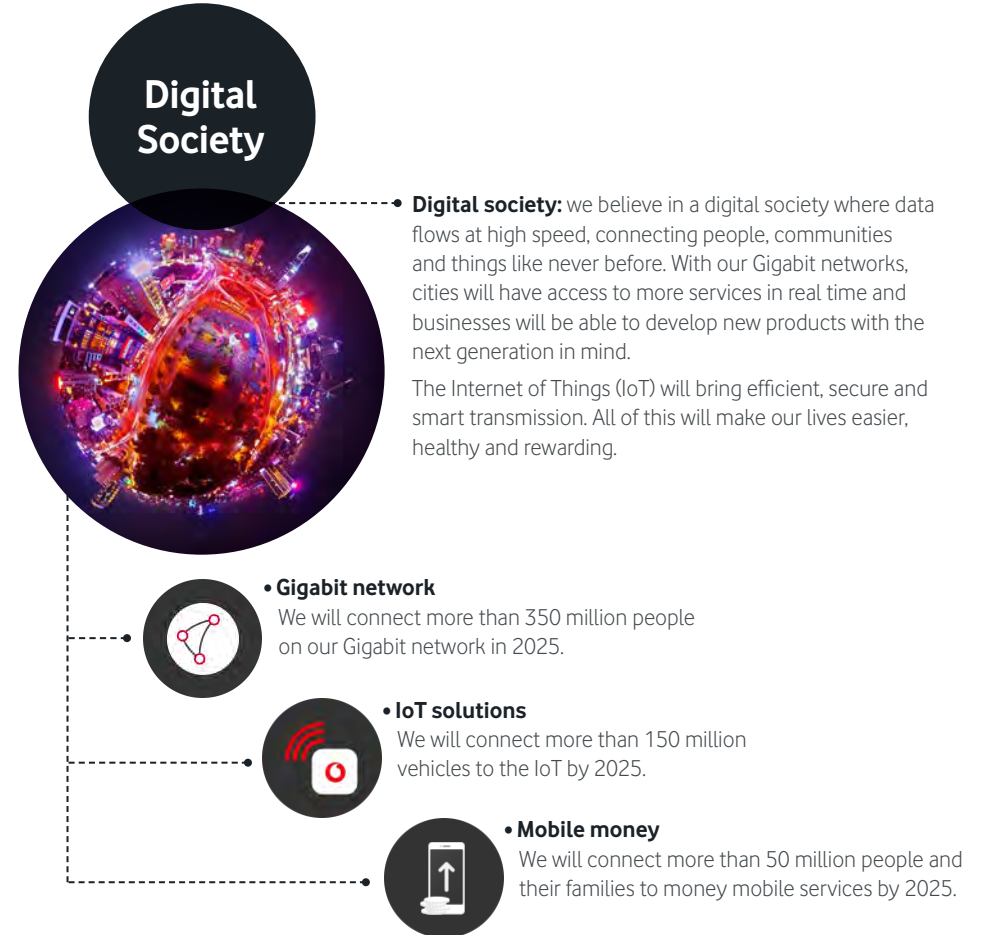 Digital
Society
Digital society: we believe in a digital society where data
flows at high speed, connecting people, communities
and things like never before. With our Gigabit networks,
cities will have access to more services in real time and
businesses will be able to develop new products with the
next generation in mind.
The Internet of Things (IoT) will bring efficient, secure and
smart transmission. All of this will make our lives easier,
healthy and rewarding.
• Gigabit network
We will connect more than 350 million people
on our Gigabit network in 2025.
• IoT solutions
We will connect more than 150 million
vehicles to the IoT by 2025.
• Mobile money
We will connect more than 50 million people and
their families to money mobile services by 2025.